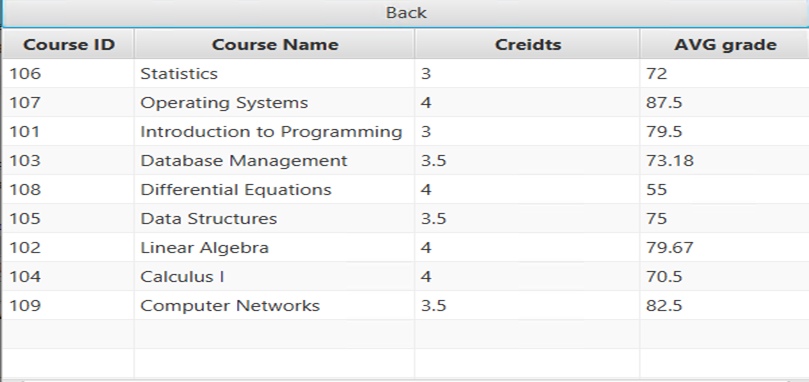 Back
Course ID Course Name Creidts AVG grade
106 Statistics 3 72
107 Operating Systems 4 87.5
101 Introduction to Programming 3 79.5
103 Database Management 3.5 73.18
108 Differential Equations 4 55
105 Data Structures 3.5 75
102 Linear Algebra 4 79.67
104 Calculus I 4 70.5
109 Computer Networks 3.5 82.5